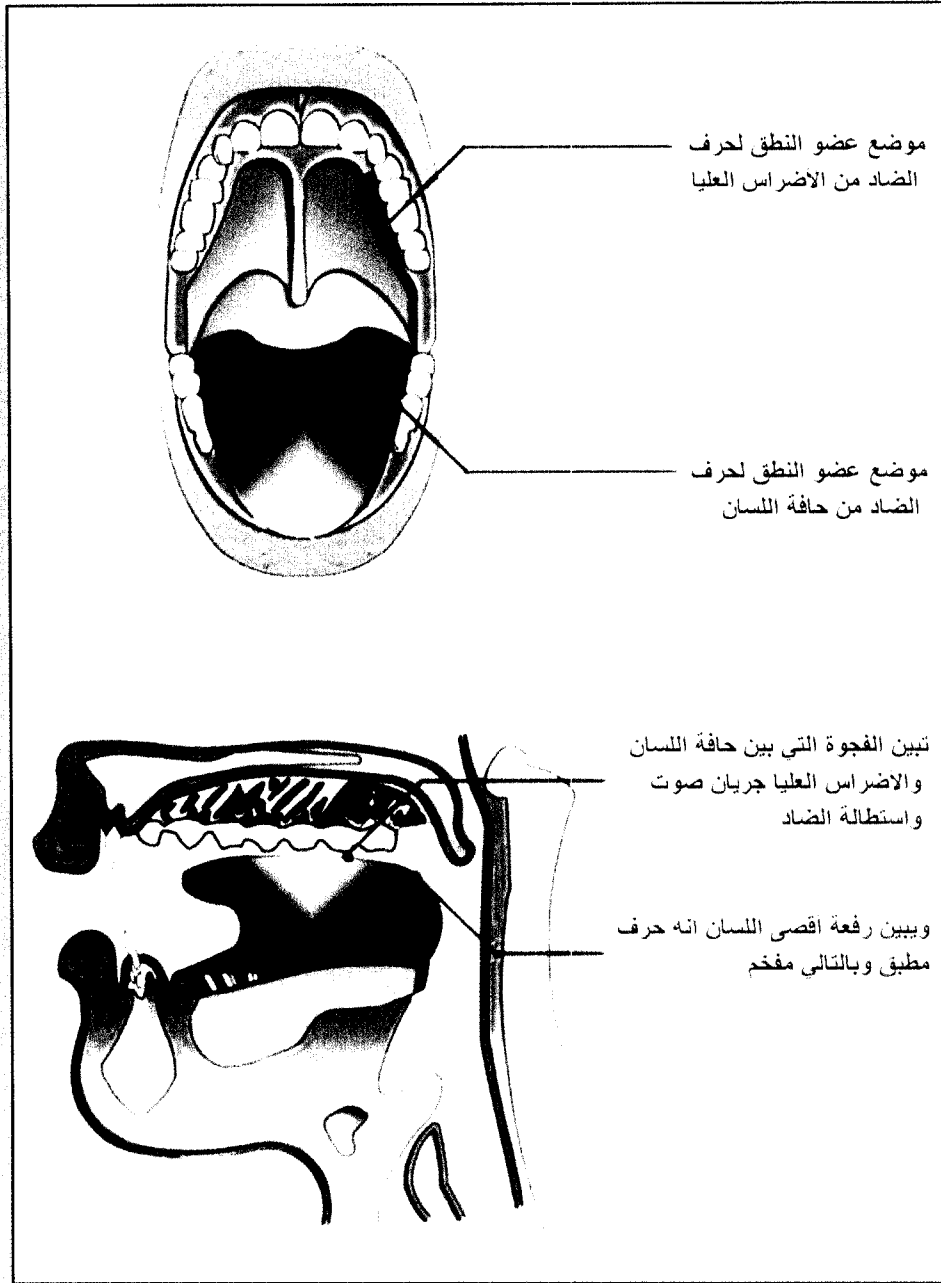 موضع عضو النطق لحرف
الضاد من الاضراس العليا
موضع عضو النطق لحرف
الضاد من حافة اللسان
تبين الفجوة التي بين حافة اللسان
والاضراس العليا جريان صوت
واستطالة الضاد
ويبين رفعة اقصى اللسان انه حرف
مطبق وبالتالي مفخم